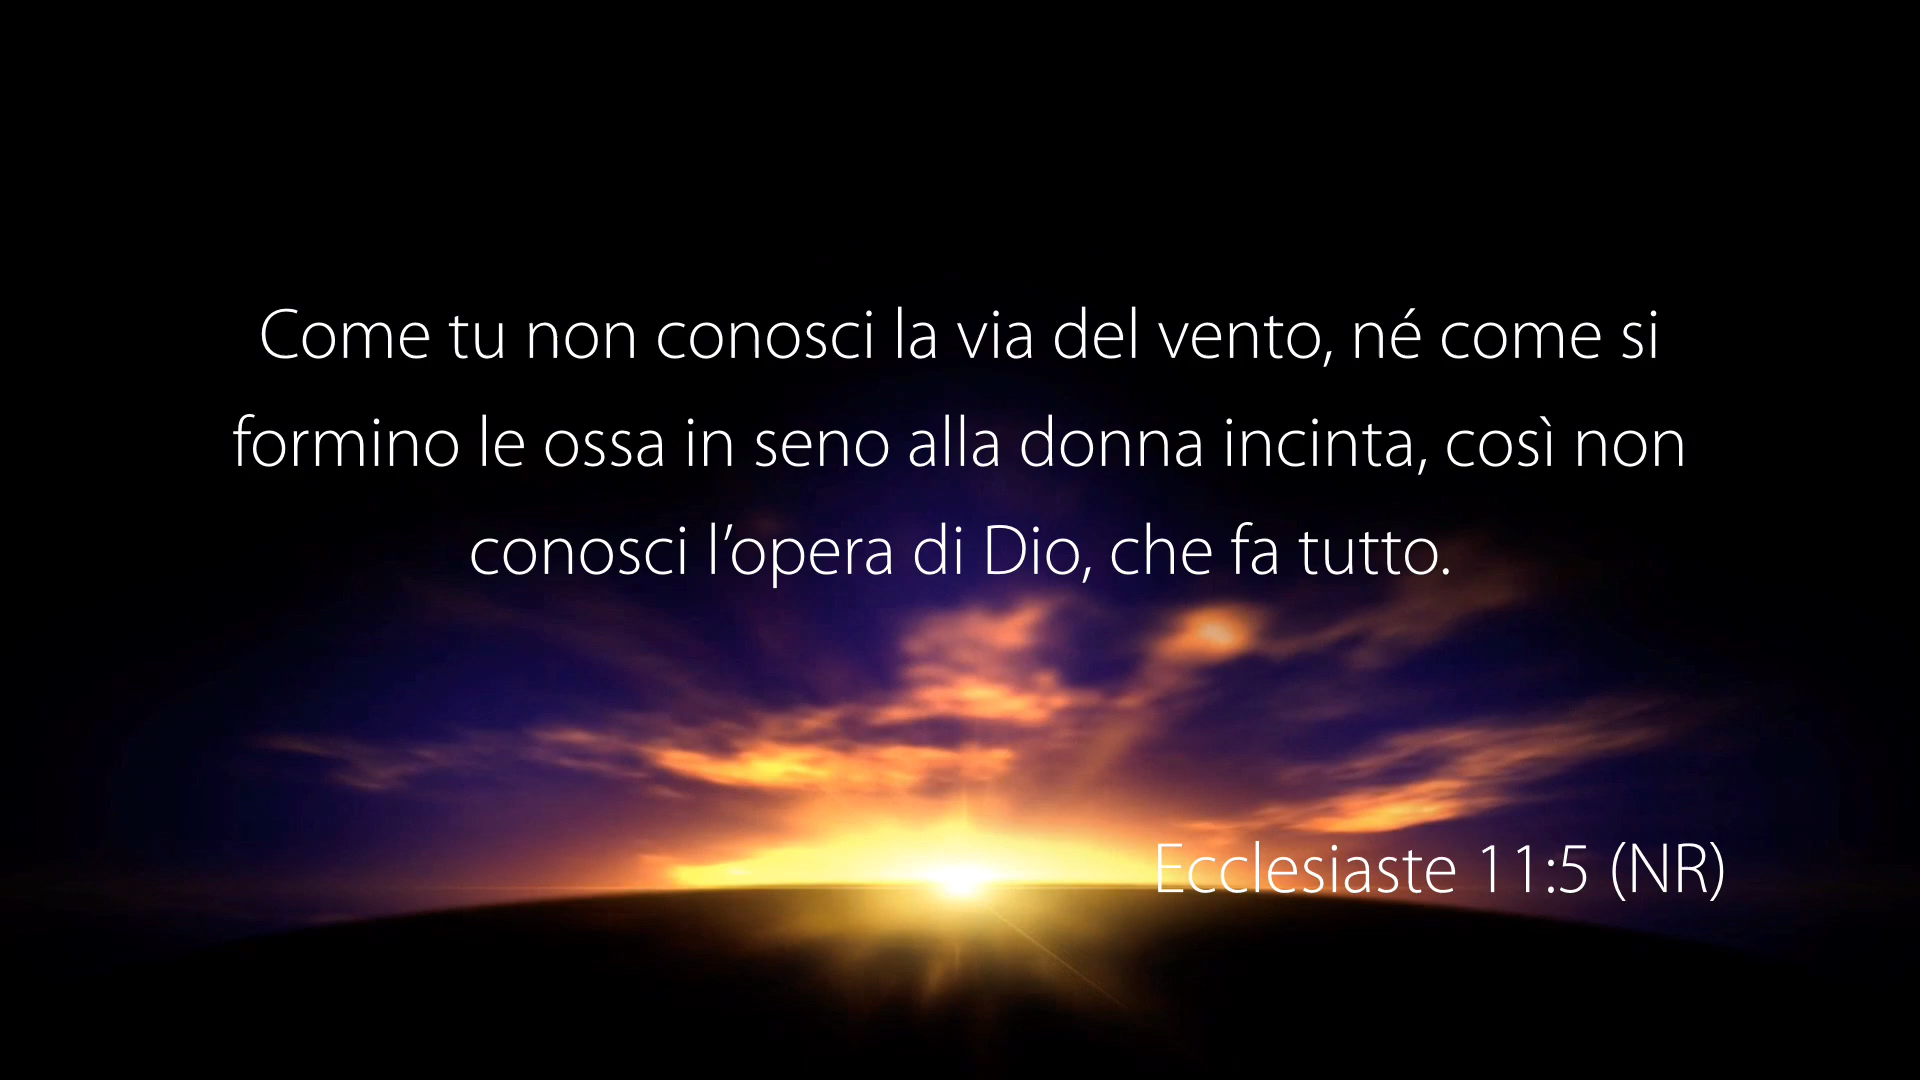 Come tu non conosci la via del vento, né come si
formino le ossa in seno alla donna incinta, così non
conosci l’opera di Dio, che fa tutto.
Ecclesiaste 11:5 (NR)